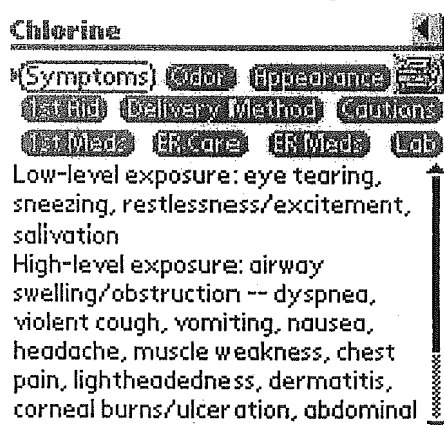 Chlorine
Symptoms Odor Appearance
1st Aid Delivery Method Cautions
1st Meds ER Care ER Meds Lab
Low-level exposure: eye tearing,
sneezing, restlessness/excitement,
salivation
High-level exposure: airway
swelling/obstruction -- dyspnea,
violent cough, vomiting, nausea,
headache, muscle weakness, chest
pain, lightheadedness, dermatitis,
corneal burns/ulceration, abdominal